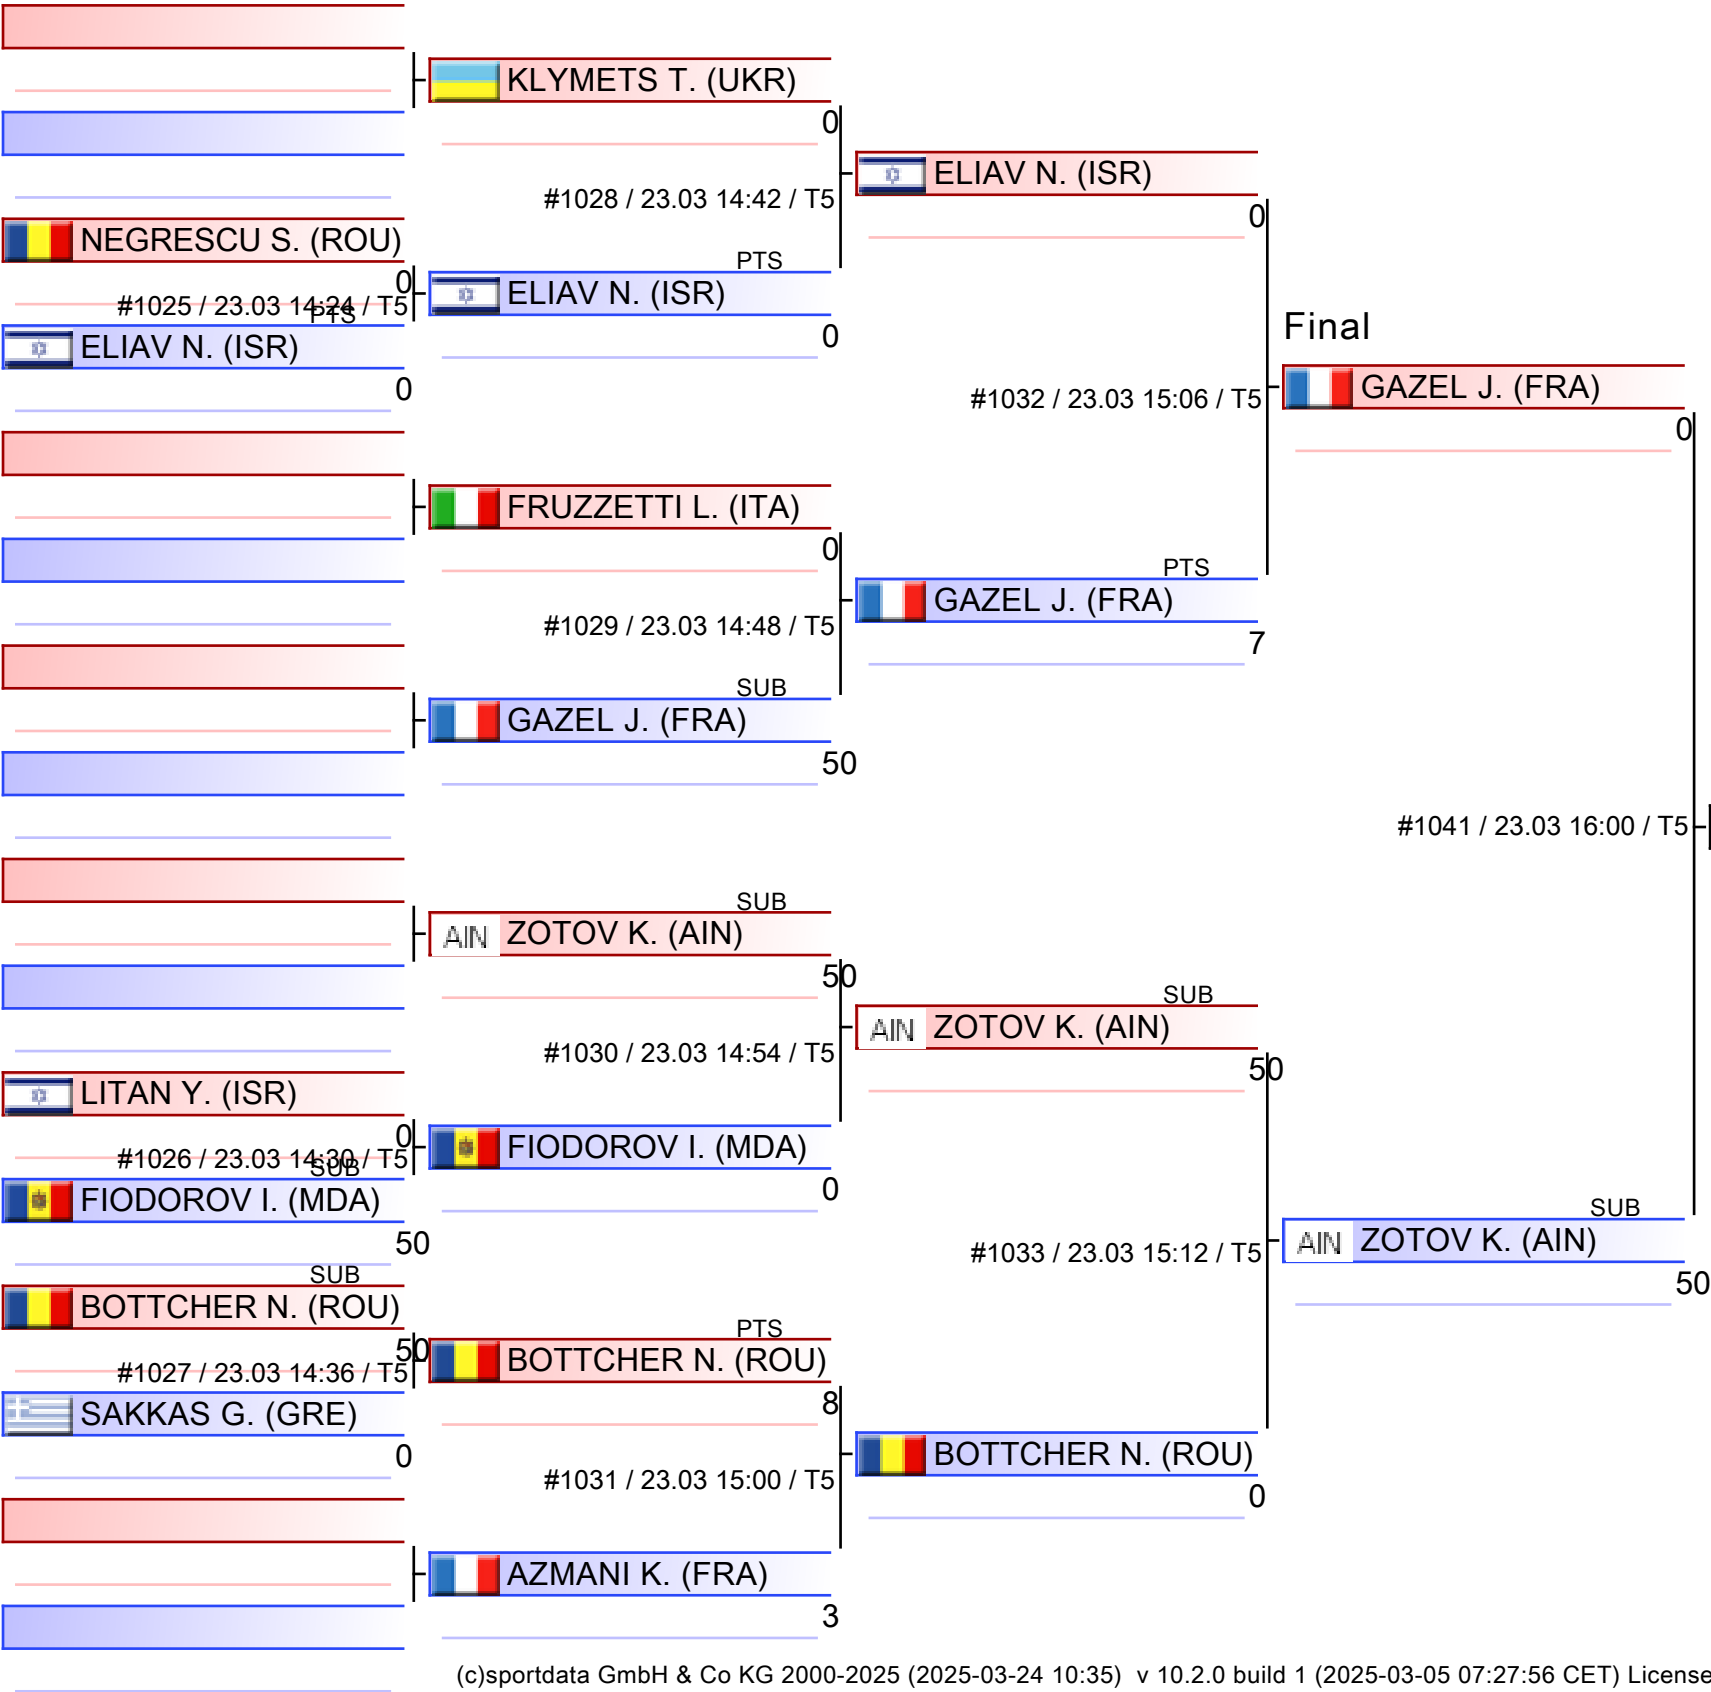 KLYMETS T. (UKR)
0
#1028 / 23.03 14:42 / T5
ELIAV N. (ISR)
0
NEGRESCU S. (ROU)
0
#1025 / 23.03 14:24 / T5
PTS
ELIAV N. (ISR)
0
PTS
ELIAV N. (ISR)
0
Final
#1032 / 23.03 15:06 / T5
GAZEL J. (FRA)
0
FRUZZETTI L. (ITA)
0
#1029 / 23.03 14:48 / T5
PTS
GAZEL J. (FRA)
7
SUB
GAZEL J. (FRA)
50
#1041 / 23.03 16:00 / T5
SUB
AIN ZOTOV K. (AIN)
50
#1030 / 23.03 14:54 / T5
SUB
AIN ZOTOV K. (AIN)
50
LITAN Y. (ISR)
0
#1026 / 23.03 14:30 / T5
SUB
FIODOROV I. (MDA)
50
FIODOROV I. (MDA)
0
#1033 / 23.03 15:12 / T5
SUB
AIN ZOTOV K. (AIN)
50
SUB
BOTTCHER N. (ROU)
50
#1027 / 23.03 14:36 / T5
SAKKAS G. (GRE)
0
PTS
BOTTCHER N. (ROU)
8
#1031 / 23.03 15:00 / T5
BOTTCHER N. (ROU)
0
AZMANI K. (FRA)
3
(c)sportdata GmbH & Co KG 2000-2025 (2025-03-24 10:35) v 10.2.0 build 1 (2025-03-05 07:27:56 CET) License